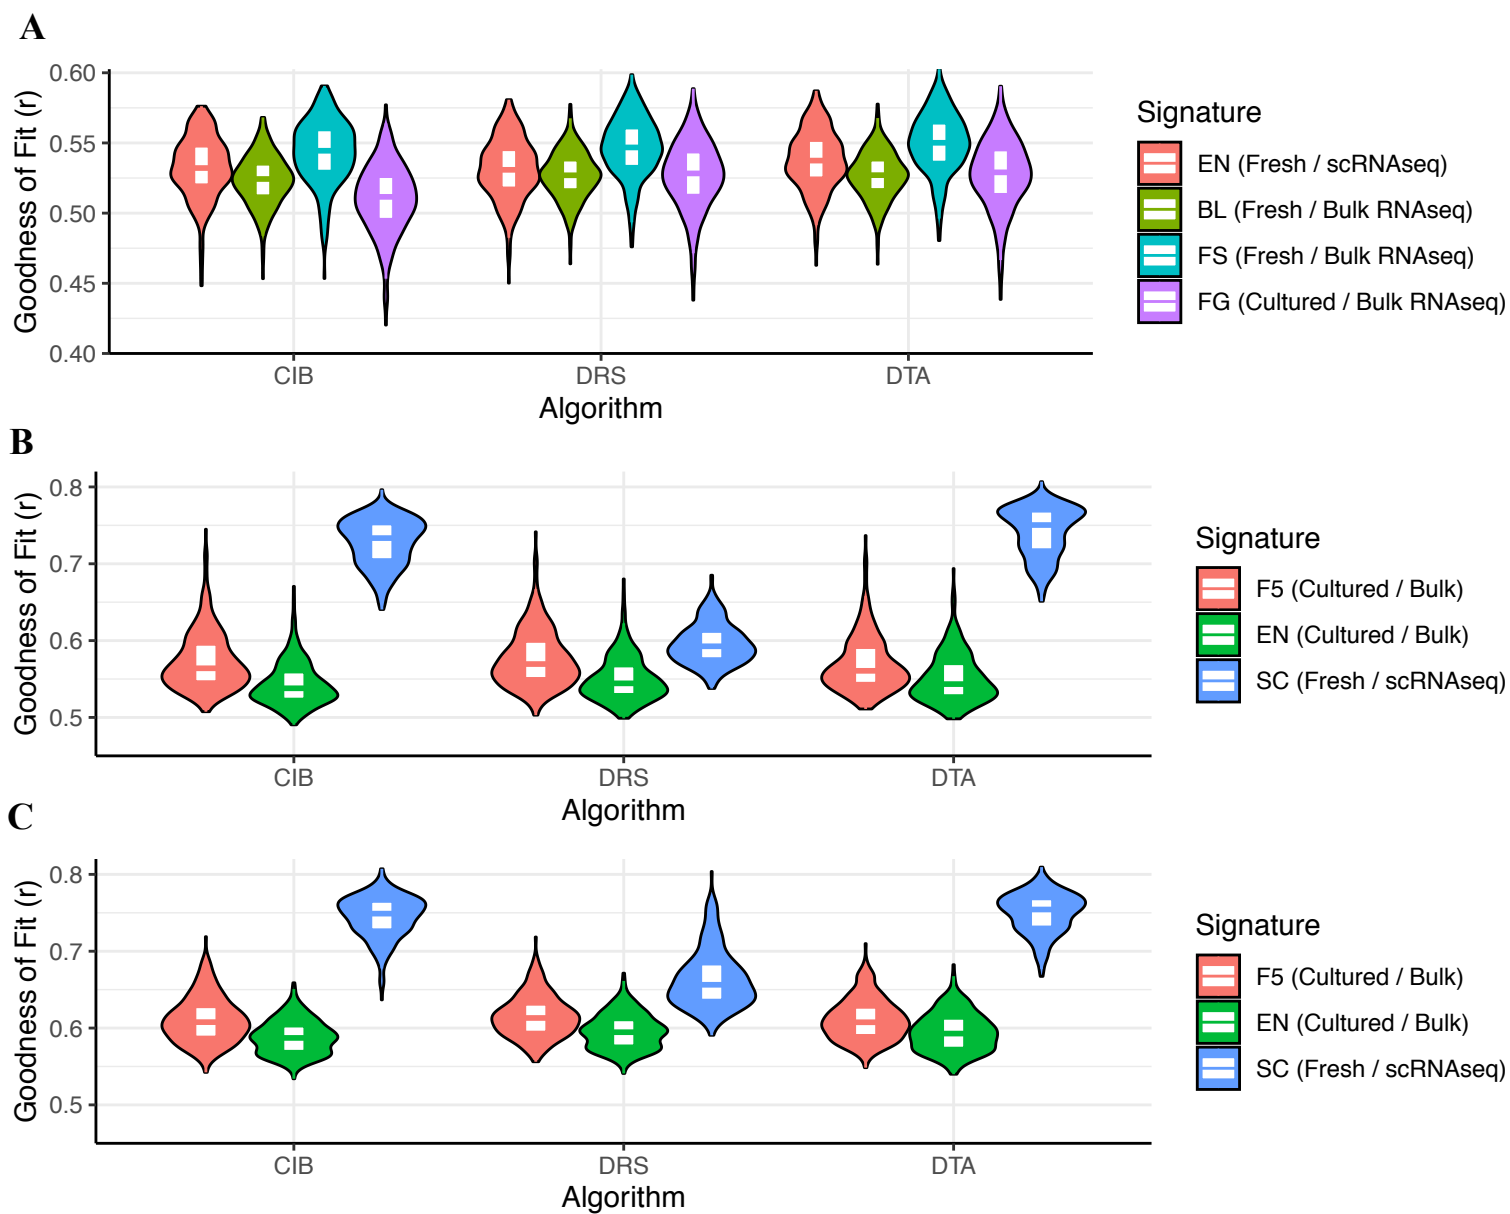 A
Goodness of Fit (r)
0.60
0.55
0.50
0.45
0.40
CIB
DRS
DTA
Algorithm
Signature
EN (Fresh / scRNAseq)
BL (Fresh / Bulk RNAseq)
FS (Fresh / Bulk RNAseq)
FG (Cultured / Bulk RNAseq)
B
Goodness of Fit (r)
0.8
0.7
0.6
0.5
CIB
DRS
DTA
Algorithm
Signature
F5 (Cultured / Bulk)
EN (Cultured / Bulk)
SC (Fresh / scRNAseq)
C
Goodness of Fit (r)
0.8
0.7
0.6
0.5
CIB
DRS
DTA
Algorithm
Signature
F5 (Cultured / Bulk)
EN (Cultured / Bulk)
SC (Fresh / scRNAseq)